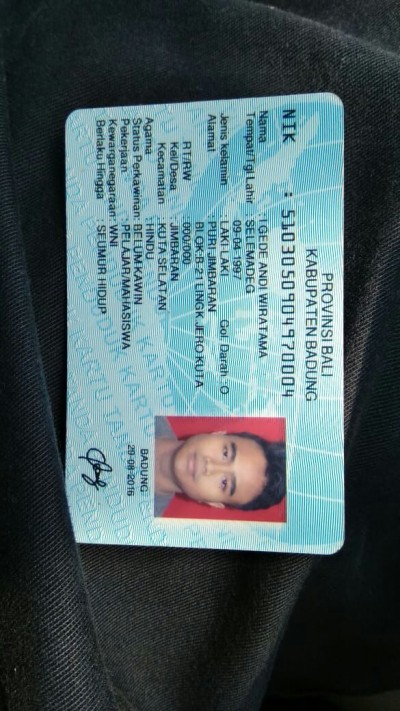 PROVINSI BALI
KABUPATEN BADUNG
NIK : 5103050904970004
Nama : I GEDE ANDI WIRATAMA
Tempat/Tgl Lahir : SELEMADEG
09-04-1997
Jenis kelamin : LAKI-LAKI Gol. Darah : O
Alamat : PURI JIMBARAN
BLOK B-21 LINGK. JERO KUTA
RT/RW : 000/000
Kel/Desa : JIMBARAN
Kecamatan : KUTA SELATAN
Agama : HINDU
Status Perkawinan: BELUM KAWIN
Pekerjaan : PELAJAR/MAHASISWA
Kewarganegaraan: WNI
Berlaku Hingga : SEUMUR HIDUP
BADUNG
29-08-2016